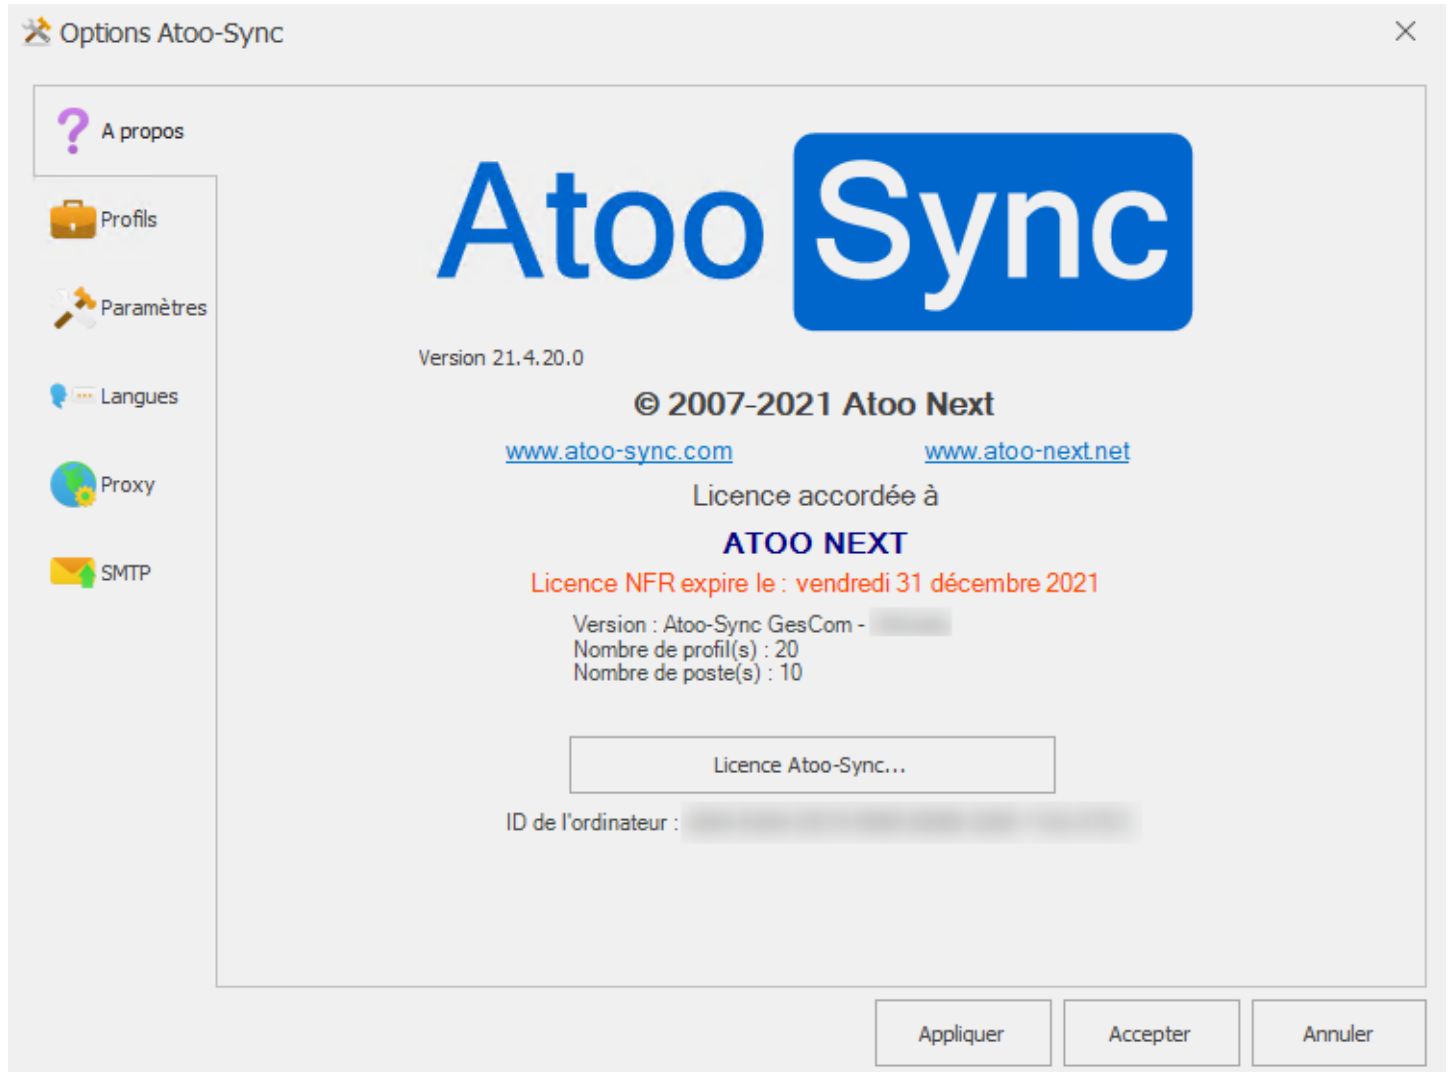 Options Atoo-Sync
A propos
Profils
Paramètres
Langues
Proxy
SMTP
Atoo Sync
Version 21.4.20.0
© 2007-2021 Atoo Next
www.atoo-sync.com www.atoo-next.net
Licence accordée à
ATOO NEXT
Licence NFR expire le : vendredi 31 décembre 2021
Version : Atoo-Sync GesCom -
Nombre de profil(s) : 20
Nombre de poste(s) : 10
Licence Atoo-Sync...
ID de l'ordinateur :
Appliquer Accepter Annuler